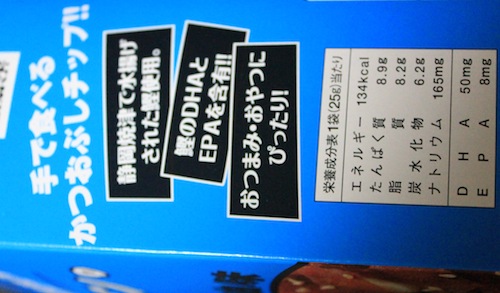 手で食べる
かつおぶしチップ!!
静岡焼津で水揚げ
された鰹使用。
鰹のDHAと
EPAを含有!!
おつまみ・おやつに
ぴったり!
栄養成分表 1袋(25g)当たり
エネルギー 134kcal
たんぱく質 8.9g
脂質 8.2g
炭水化物 6.2g
ナトリウム 165mg
DHA 50mg
EPA 8mg